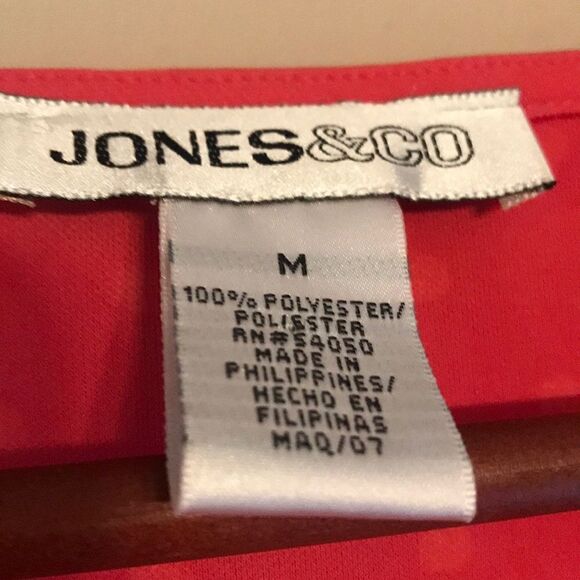 JONES&CO
M
100% POLYESTER/
POLIESTER
RN#54050
MADE IN
PHILIPPINES/
HECHO EN
FILIPINAS
MAQ/07